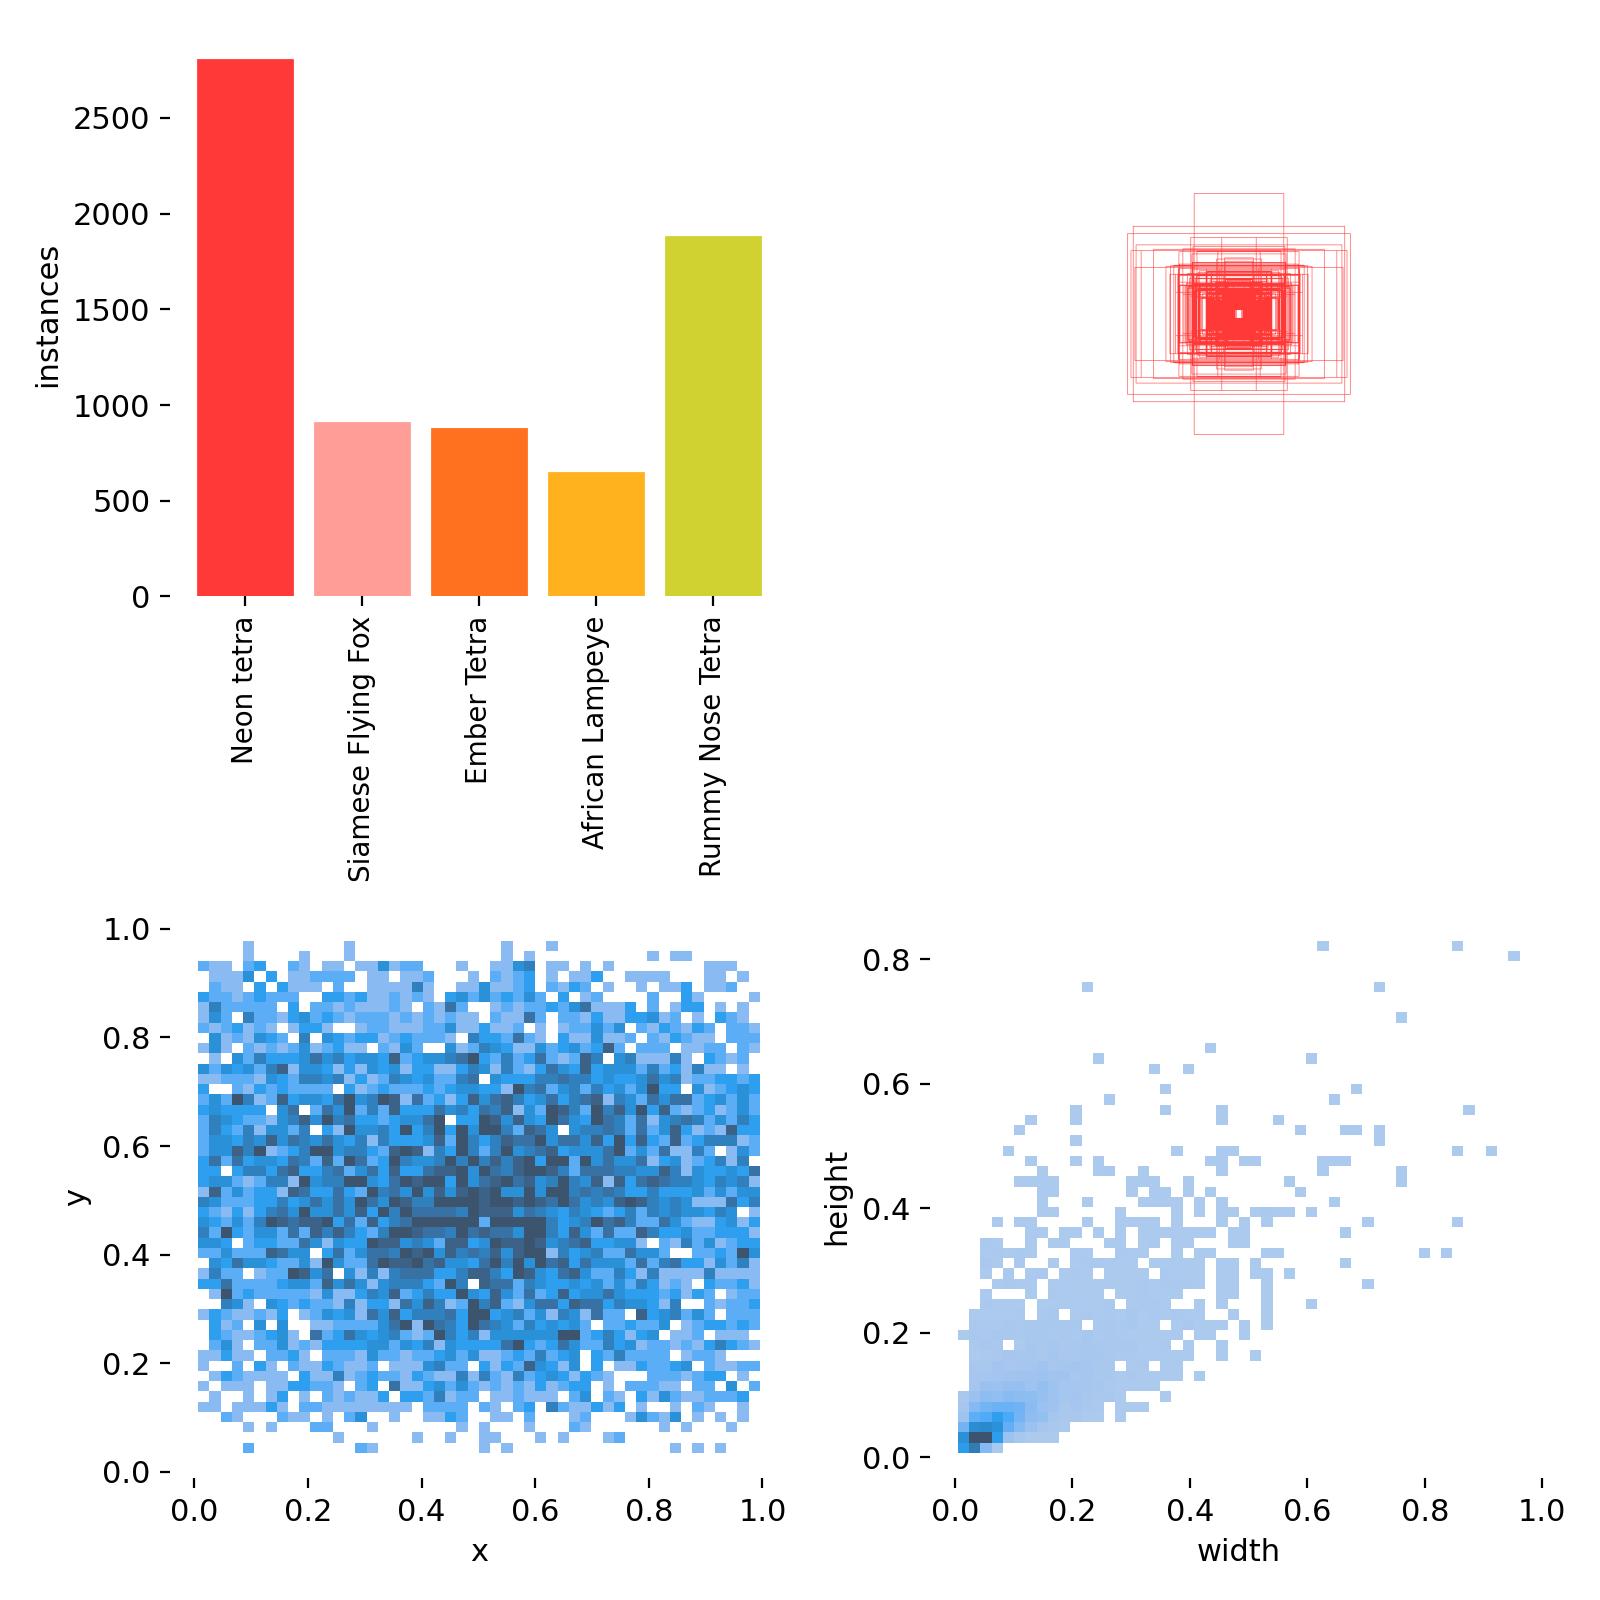 2500
2000
1500
1000
500
0
instances
Neon tetra
Siamese Flying Fox
Ember Tetra
African Lampeye
Rummy Nose Tetra
1.0
0.8
0.6
0.4
0.2
0.0
y
0.0 0.2 0.4 0.6 0.8 1.0
x
0.8
0.6
0.4
0.2
0.0
height
0.0 0.2 0.4 0.6 0.8 1.0
width